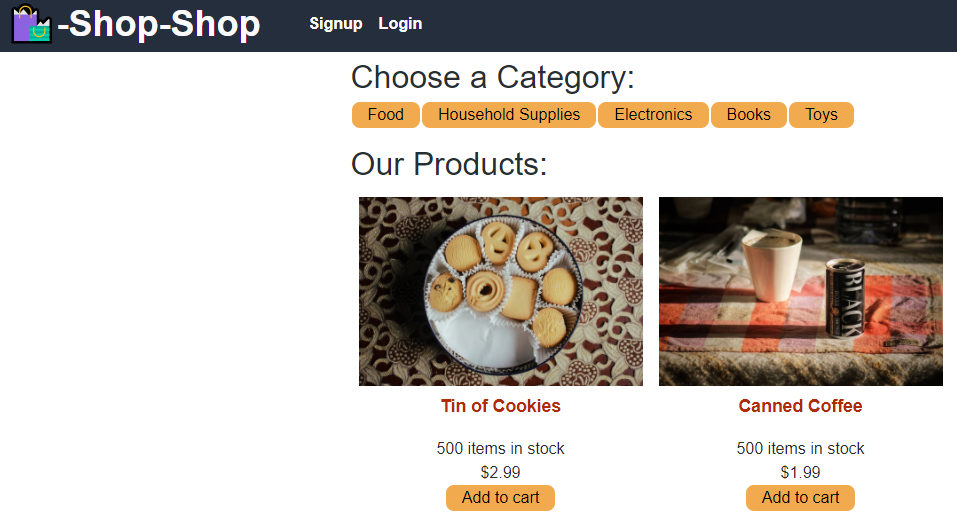 -Shop-Shop Signup Login
Choose a Category:
Food Household Supplies Electronics Books Toys
Our Products:
BLACK
Tin of Cookies Canned Coffee
500 items in stock 500 items in stock
$2.99 $1.99
Add to cart Add to cart